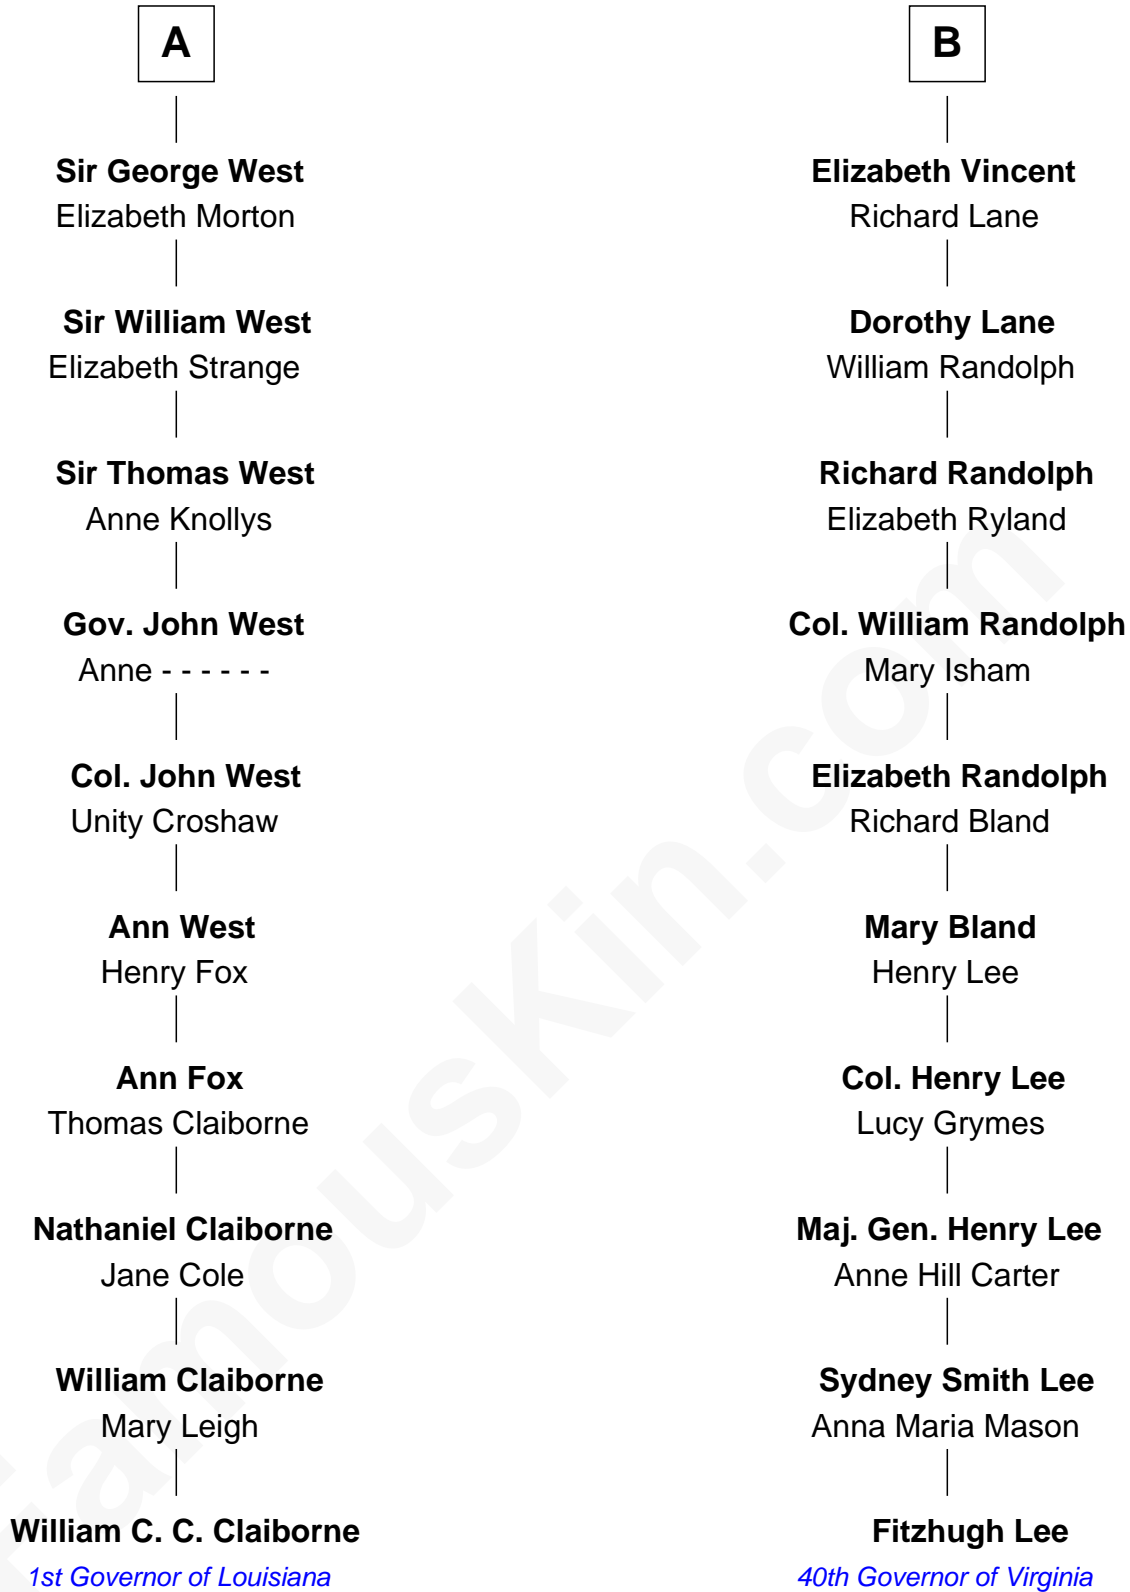 A
Sir George West
Elizabeth Morton
Sir William West
Elizabeth Strange
Sir Thomas West
Anne Knollys
Gov. John West
Anne - - - - - -
Col. John West
Unity Croshaw
Ann West
Henry Fox
Ann Fox
Thomas Claiborne
Nathaniel Claiborne
Jane Cole
William Claiborne
Mary Leigh
William C. C. Claiborne
1st Governor of Louisiana
B
Elizabeth Vincent
Richard Lane
Dorothy Lane
William Randolph
Richard Randolph
Elizabeth Ryland
Col. William Randolph
Mary Isham
Elizabeth Randolph
Richard Bland
Mary Bland
Henry Lee
Col. Henry Lee
Lucy Grymes
Maj. Gen. Henry Lee
Anne Hill Carter
Sydney Smith Lee
Anna Maria Mason
Fitzhugh Lee
40th Governor of Virginia
FamousKin.com